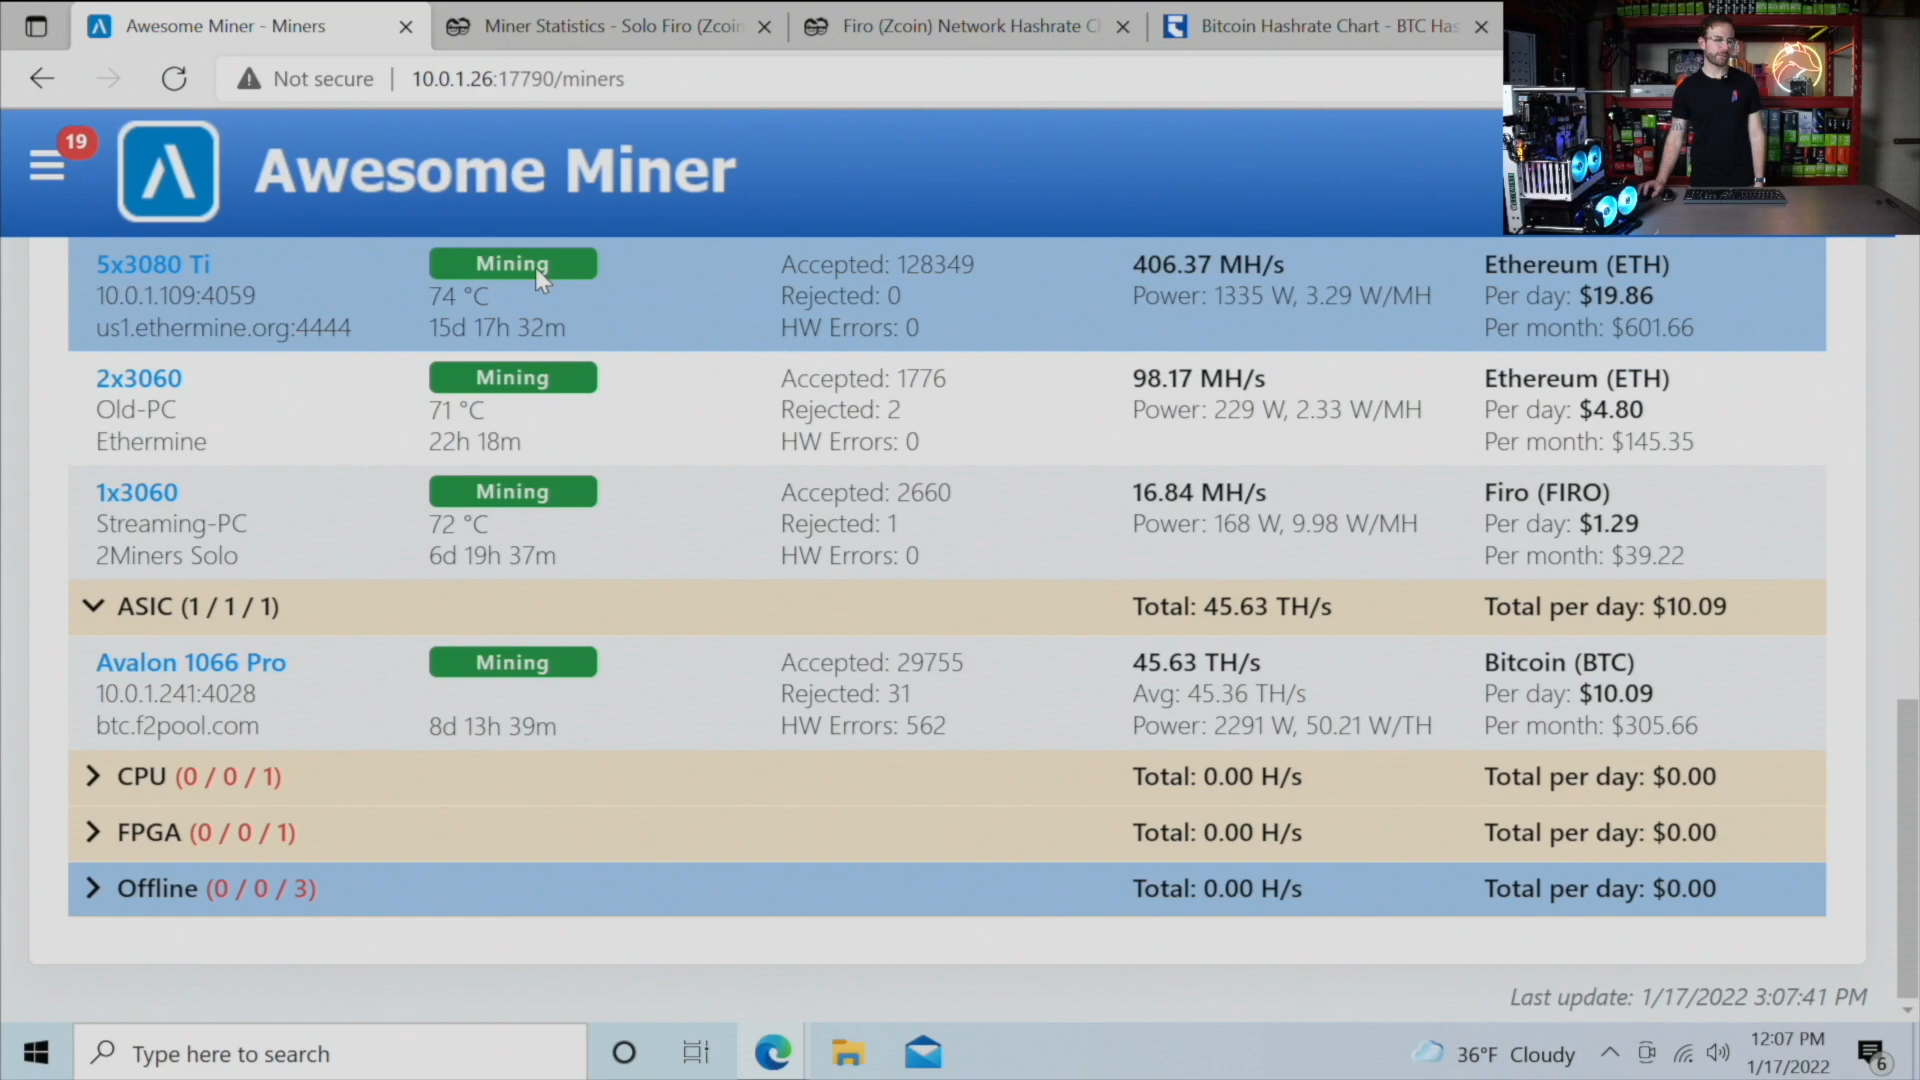 Awesome Miner - Miners
Miner Statistics - Solo Firo (Zcoin
Firo (Zcoin) Network Hashrate C
Bitcoin Hashrate Chart - BTC Has
Not secure
10.0.1.26:17790/miners
19
Awesome Miner
5x3080 Ti
Mining
Accepted: 128349
406.37 MH/s
Ethereum (ETH)
10.0.1.109:4059
74 °C
Rejected: 0
Power: 1335 W, 3.29 W/MH
Per day: $19.86
us1.ethermine.org:4444
15d 17h 32m
HW Errors: 0
Per month: $601.66
2x3060
Mining
Accepted: 1776
98.17 MH/s
Ethereum (ETH)
Old-PC
71 °C
Rejected: 2
Power: 229 W, 2.33 W/MH
Per day: $4.80
Ethermine
22h 18m
HW Errors: 0
Per month: $145.35
1x3060
Mining
Accepted: 2660
16.84 MH/s
Firo (FIRO)
Streaming-PC
72 °C
Rejected: 1
Power: 168 W, 9.98 W/MH
Per day: $1.29
2Miners Solo
6d 19h 37m
HW Errors: 0
Per month: $39.22
ASIC (1 / 1 / 1)
Total: 45.63 TH/s
Total per day: $10.09
Avalon 1066 Pro
Mining
Accepted: 29755
45.63 TH/s
Bitcoin (BTC)
10.0.1.241:4028
Rejected: 31
Avg: 45.36 TH/s
Per day: $10.09
btc.f2pool.com
8d 13h 39m
HW Errors: 562
Power: 2291 W, 50.21 W/TH
Per month: $305.66
CPU (0 / 0 / 1)
Total: 0.00 H/s
Total per day: $0.00
FPGA (0 / 0 / 1)
Total: 0.00 H/s
Total per day: $0.00
Offline (0 / 0 / 3)
Total: 0.00 H/s
Total per day: $0.00
Last update: 1/17/2022 3:07:41 PM
Type here to search
36°F Cloudy
12:07 PM
1/17/2022
6